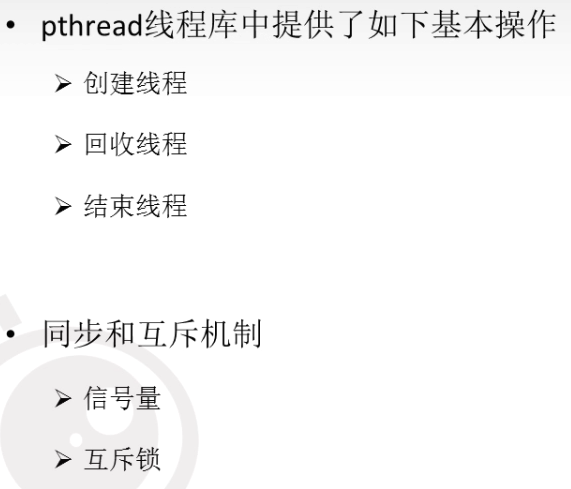 • pthread线程库中提供了如下基本操作
➢ 创建线程
➢ 回收线程
➢ 结束线程
• 同步和互斥机制
➢ 信号量
➢ 互斥锁